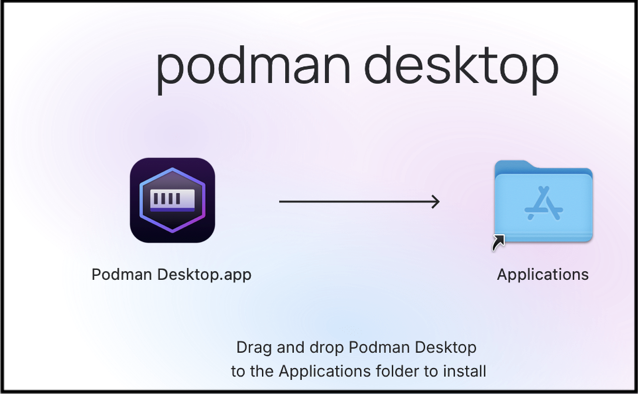 podman desktop
Podman Desktop.app
Applications
Drag and drop Podman Desktop
to the Applications folder to install